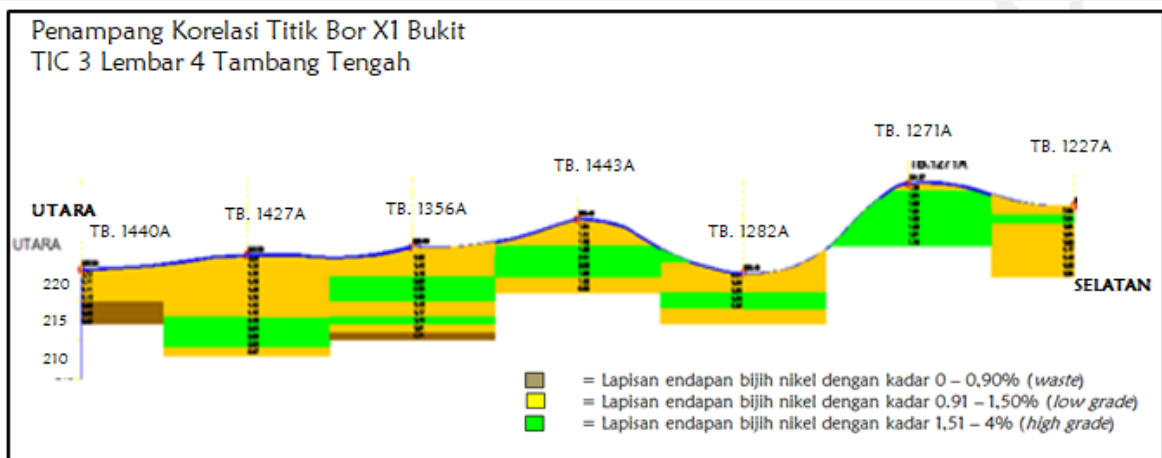 Penampang Korelasi Titik Bor X1 Bukit
TIC 3 Lembar 4 Tambang Tengah
TB. 1271A
TB. 1227A
TB. 1443A
TB.1271A
UTARA
TB. 1427A
TB. 1356A
TB. 1282A
TB. 1440A
UTARA
220
SELATAN
215
210
= Lapisan endapan bijih nikel dengan kadar 0 – 0,90% (waste)
= Lapisan endapan bijih nikel dengan kadar 0.91 – 1,50% (low grade)
= Lapisan endapan bijih nikel dengan kadar 1,51 – 4% (high grade)